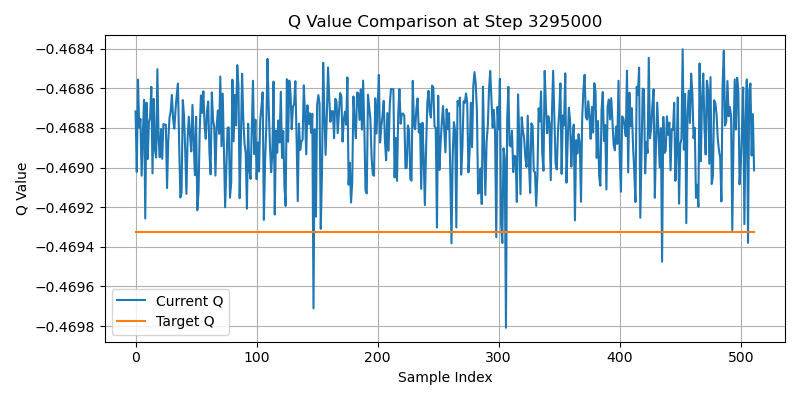 Q Value Comparison at Step 3295000
Q Value
−0.4684
−0.4686
−0.4688
−0.4690
−0.4692
−0.4694
−0.4696
−0.4698
Current Q
Target Q
0 100 200 300 400 500
Sample Index